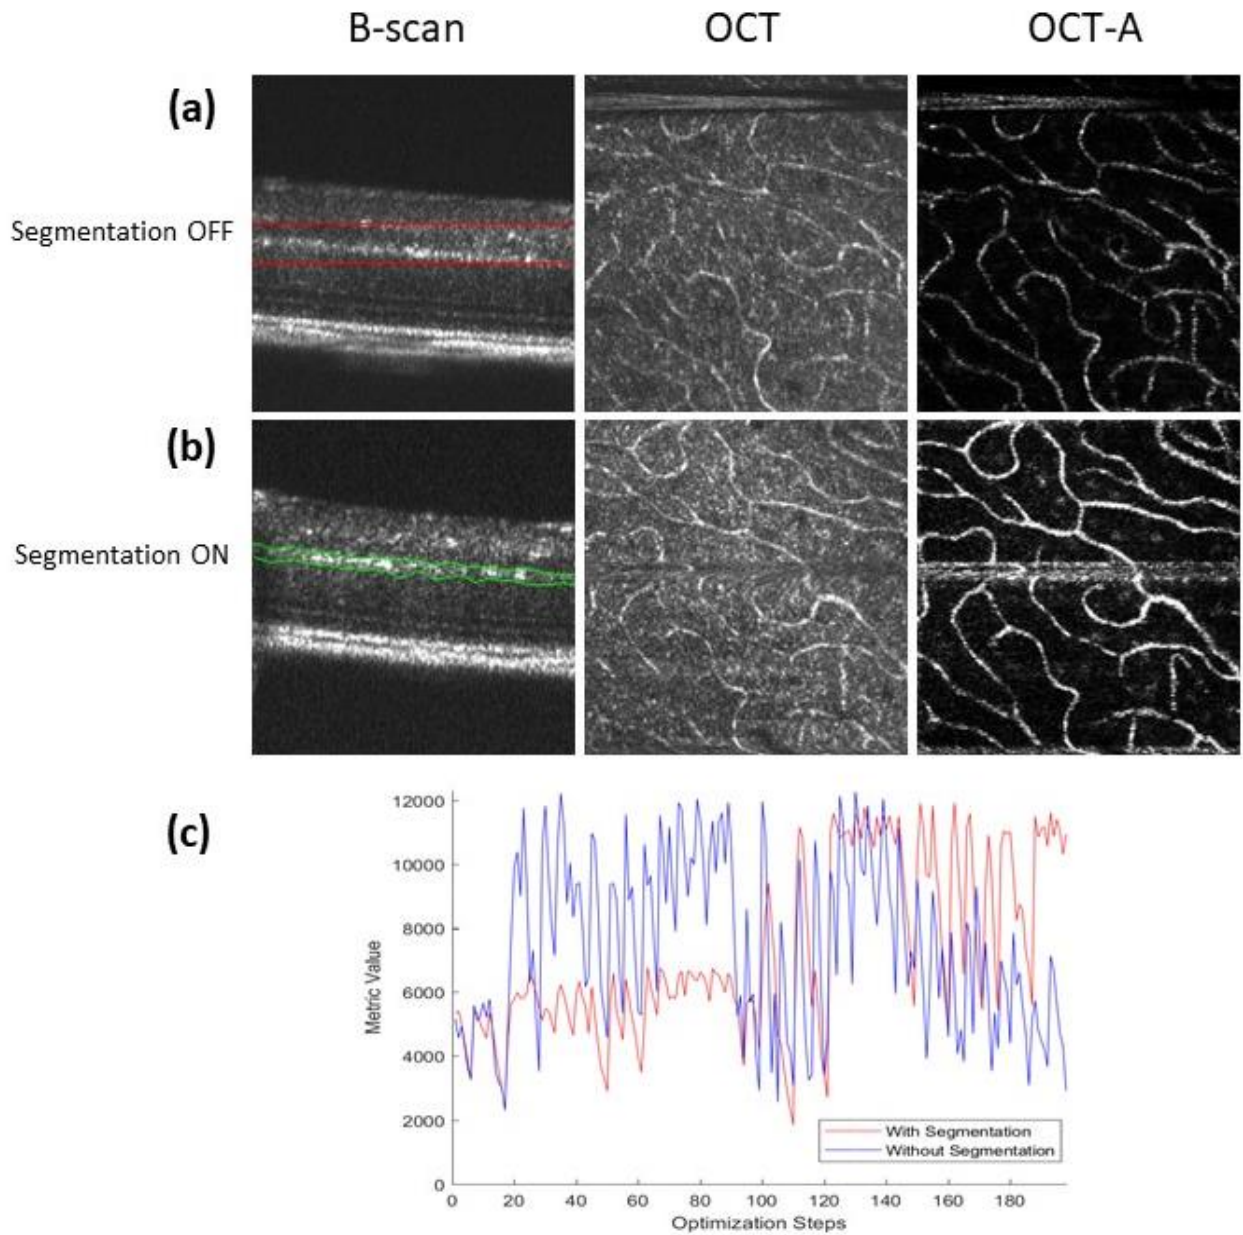 B-scan OCT OCT-A
(a)
Segmentation OFF
(b)
Segmentation ON
(c)
12000
10000
8000
6000
4000
2000
0
Metric Value
With Segmentation
Without Segmentation
0 20 40 60 80 100 120 140 160 180
Optimization Steps